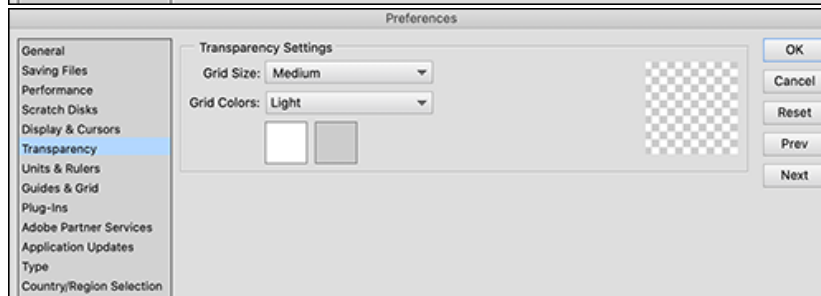 Preferences
General
Saving Files
Performance
Scratch Disks
Display & Cursors
Transparency
Units & Rulers
Guides & Grid
Plug-Ins
Adobe Partner Services
Application Updates
Type
Country/Region Selection
Transparency Settings
Grid Size: Medium
Grid Colors: Light
OK
Cancel
Reset
Prev
Next